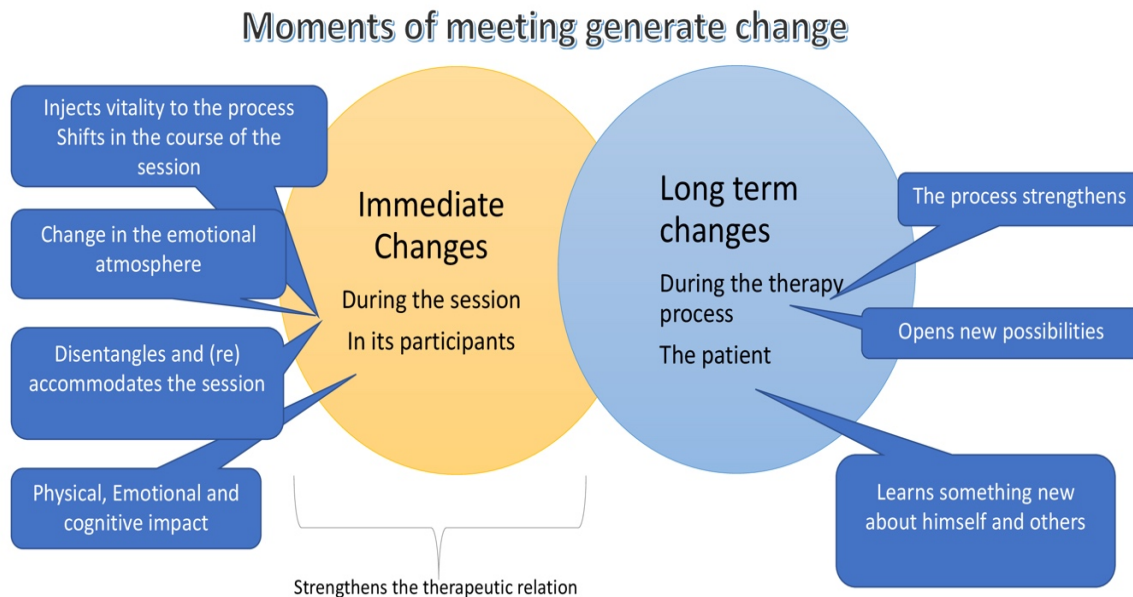 Moments of meeting generate change
Injects vitality to the process
Shifts in the course of the
session
Change in the emotional
atmosphere
Disentangles and (re)
accommodates the session
Physical, Emotional and
cognitive impact
Immediate
Changes
During the session
In its participants
Strengthens the therapeutic relation
Long term
changes
During the therapy
process
The patient
The process strengthens
Opens new possibilities
Learns something new
about himself and others